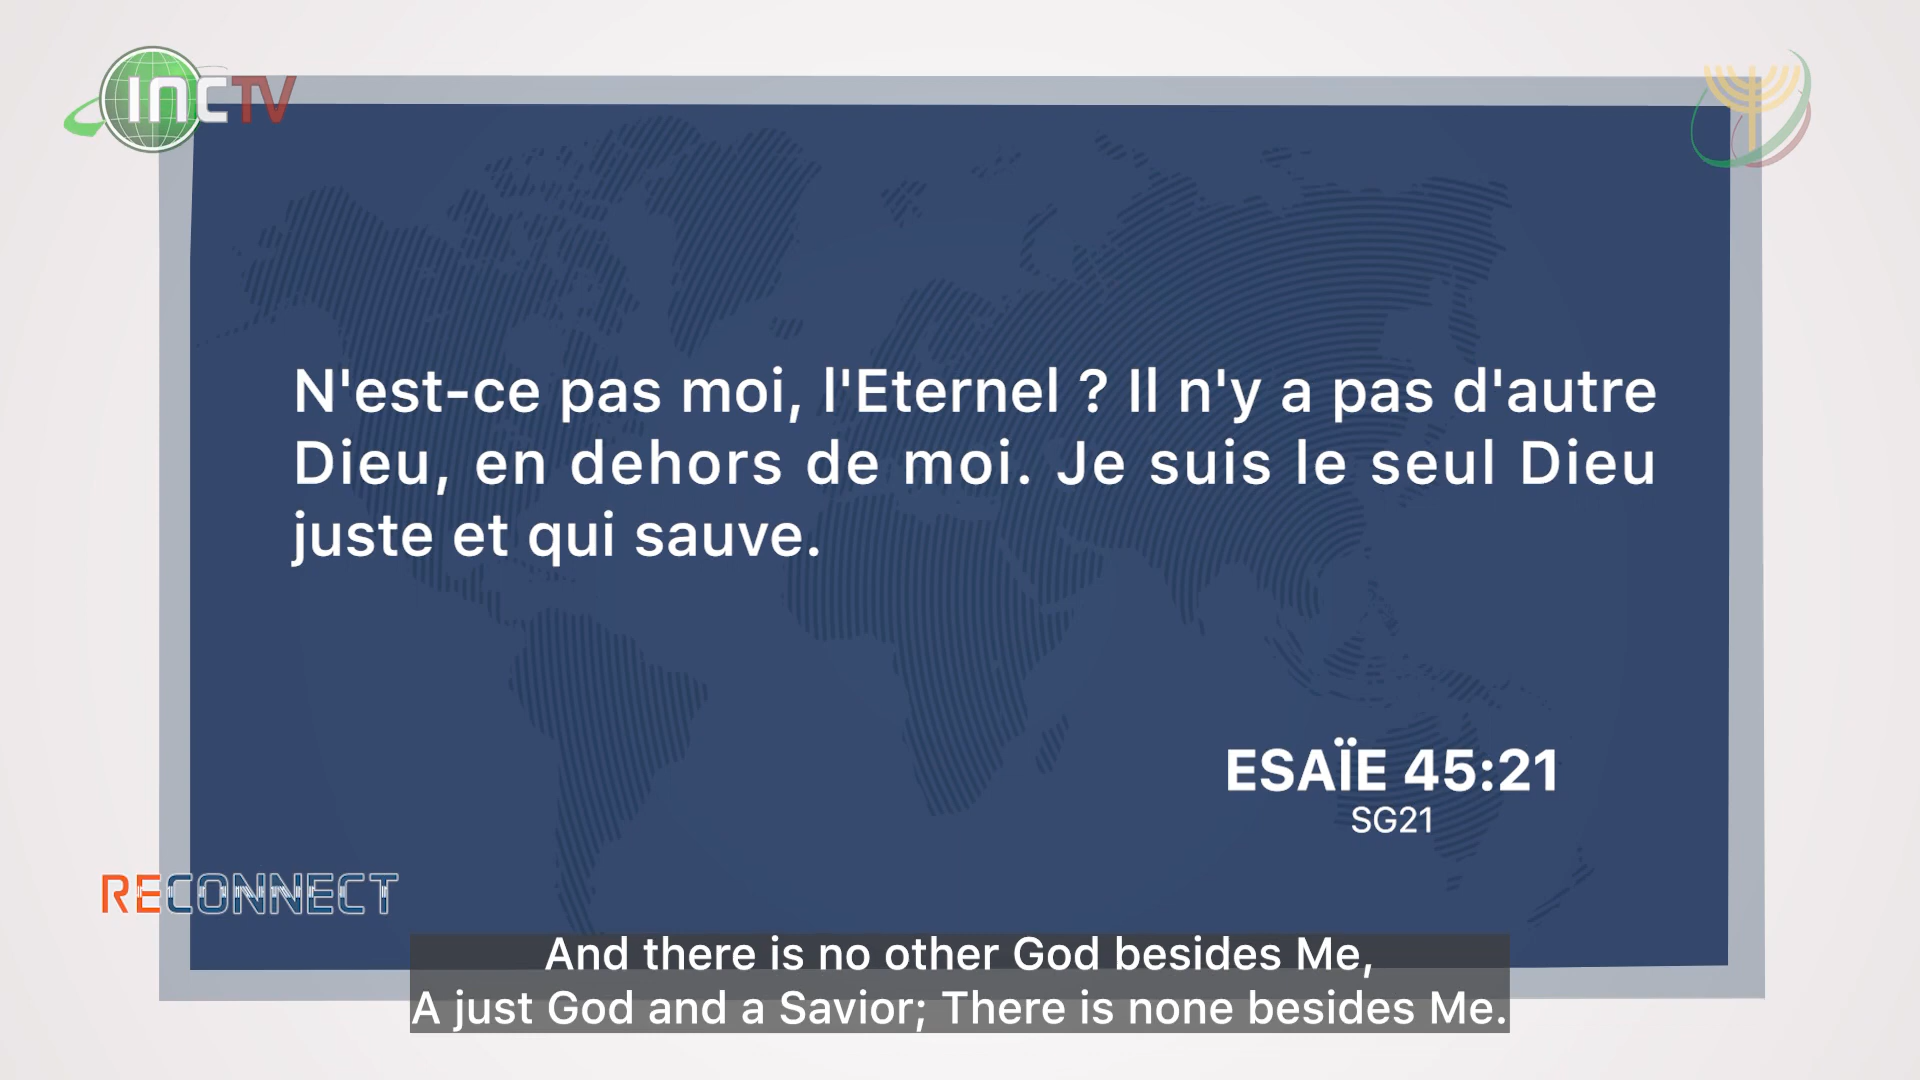 INCTV
N'est-ce pas moi, l'Eternel ? Il n'y a pas d'autre
Dieu, en dehors de moi. Je suis le seul Dieu
juste et qui sauve.
ESAÏE 45:21
SG21
RECONNECT
And there is no other God besides Me,
A just God and a Savior; There is none besides Me.